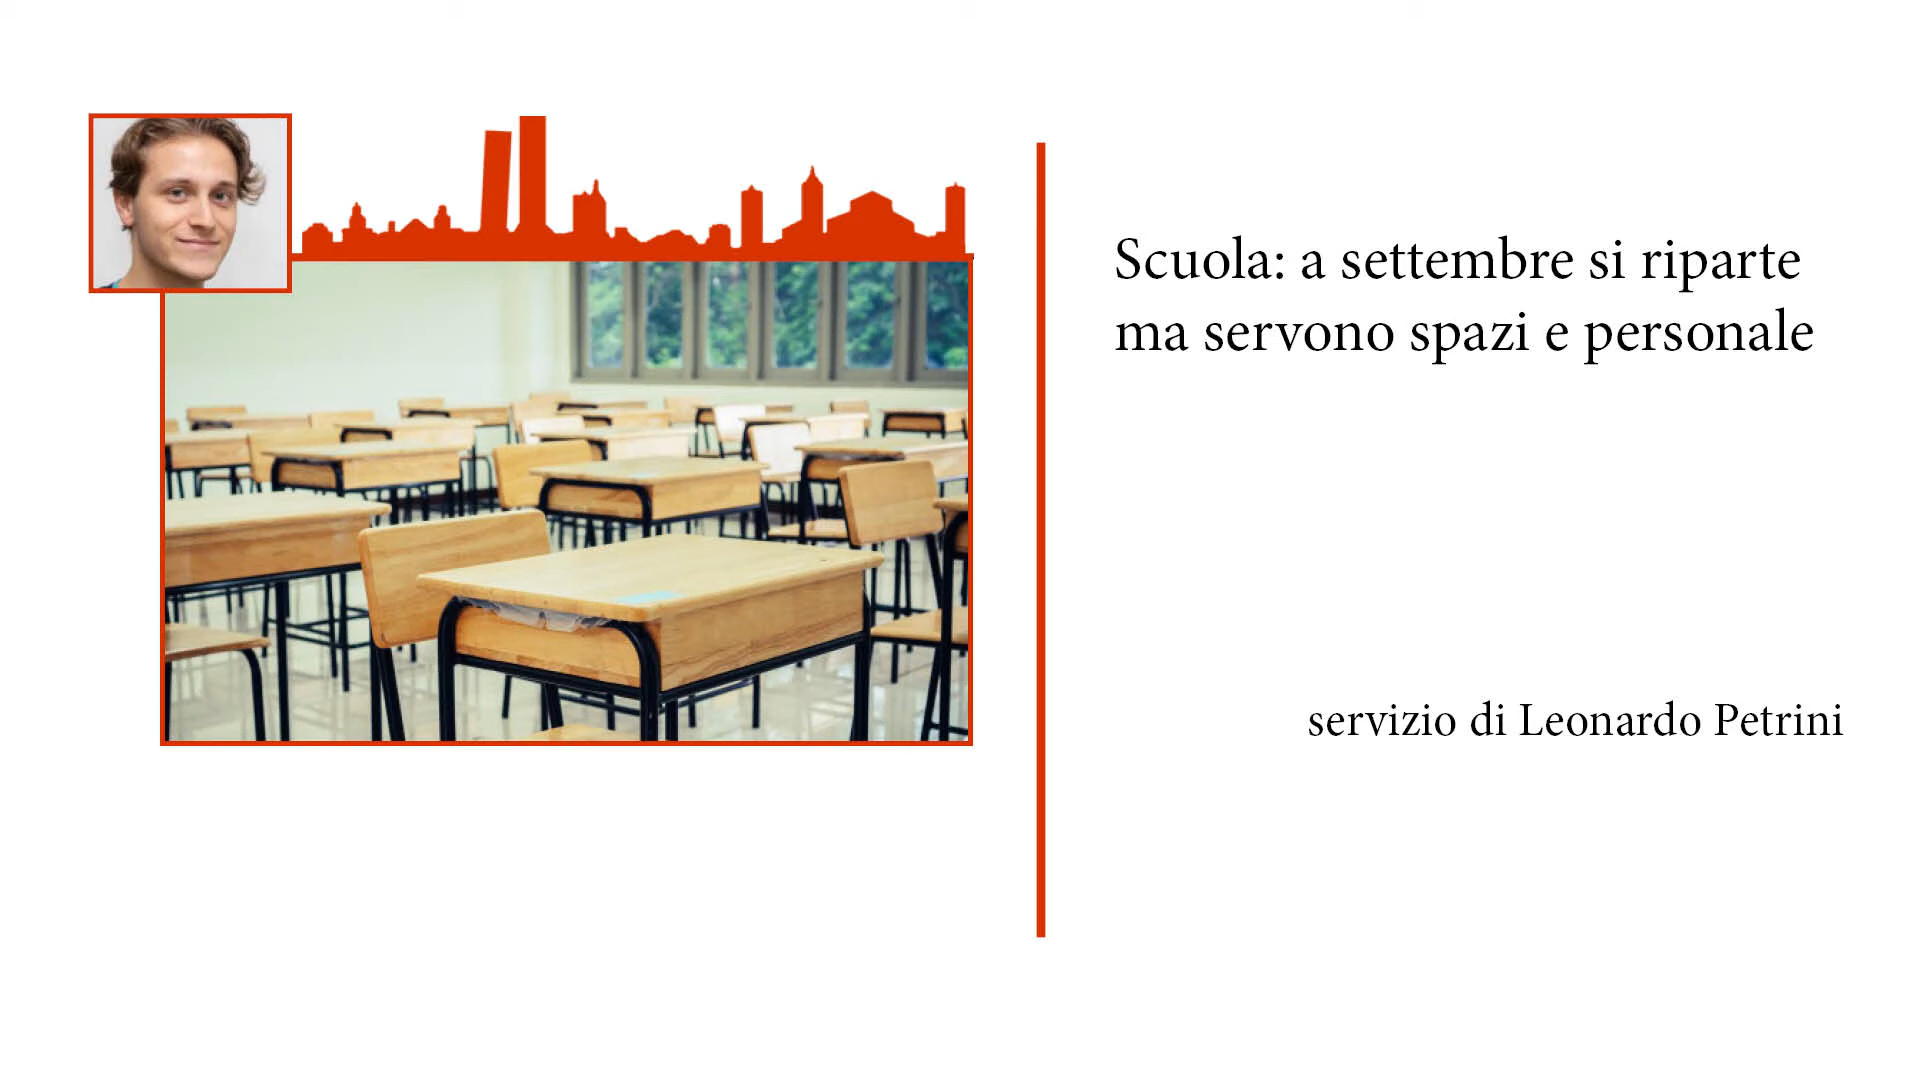 Scuola: a settembre si riparte
ma servono spazi e personale
servizio di Leonardo Petrini